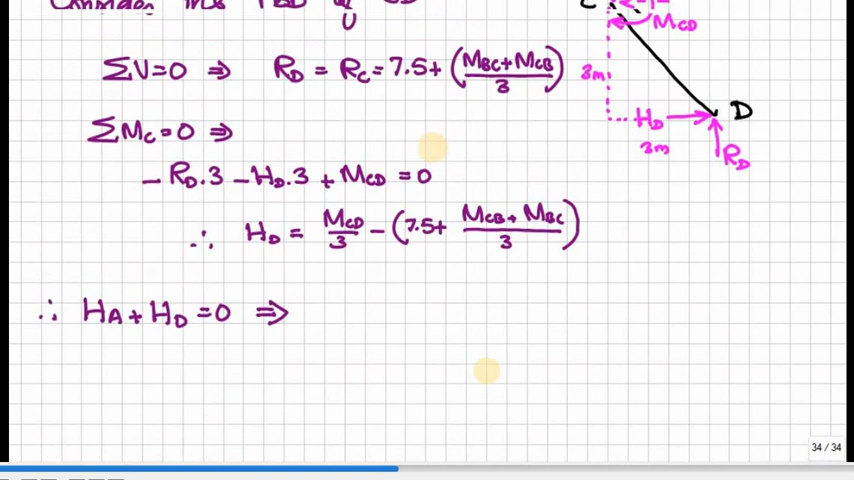 C
M_CD
ΣV=0 ⇒ R_D = R_C = 7.5+ (M_BC+M_CB / 3)
3m
D
H_D
3m
R_D
ΣM_C=0 ⇒
- R_D.3 - H_D.3 + M_CD = 0
∴ H_D = M_CD/3 - (7.5+ M_CB+M_BC / 3)
∴ H_A + H_D = 0 ⇒
34 / 34